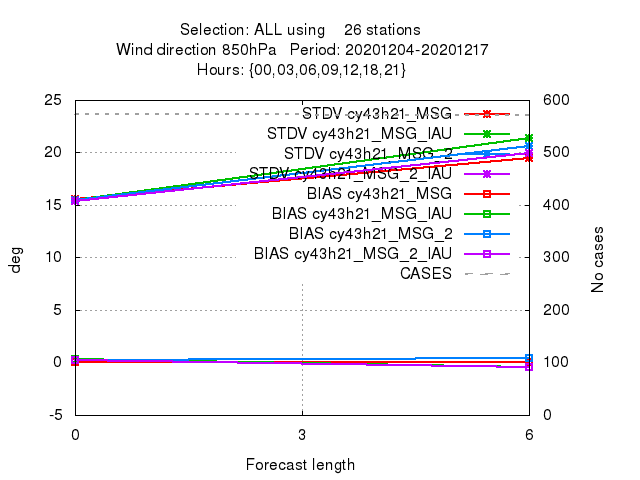 Selection: ALL using 26 stations
Wind direction 850hPa Period: 20201204-20201217
Hours: {00,03,06,09,12,18,21}
25
20
15
10
5
0
-5
deg
600
500
400
300
200
100
0
No cases
STDV cy43h21_MSG
STDV cy43h21_MSG_IAU
STDV cy43h21_MSG_2
STDV cy43h21_MSG_2_IAU
BIAS cy43h21_MSG
BIAS cy43h21_MSG_IAU
BIAS cy43h21_MSG_2
BIAS cy43h21_MSG_2_IAU
CASES
0 3 6
Forecast length